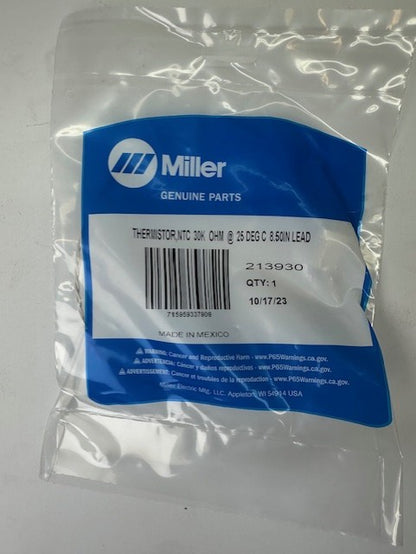 Miller
GENUINE PARTS
THERMISTOR,NTC 30K OHM @ 25 DEG C 8.50IN LEAD
213930
QTY: 1
10/17/23
715959337809
MADE IN MEXICO
WARNING: Cancer and Reproductive Harm - www.P65Warnings.ca.gov.
ADVERTENCIA: Cáncer y daños reproductivos - www.P65Warnings.ca.gov.
AVERTISSEMENT: Cancer et troubles de la reproduction - www.P65Warnings.ca.gov.
Miller Electric Mfg. LLC. Appleton, WI 54914 USA